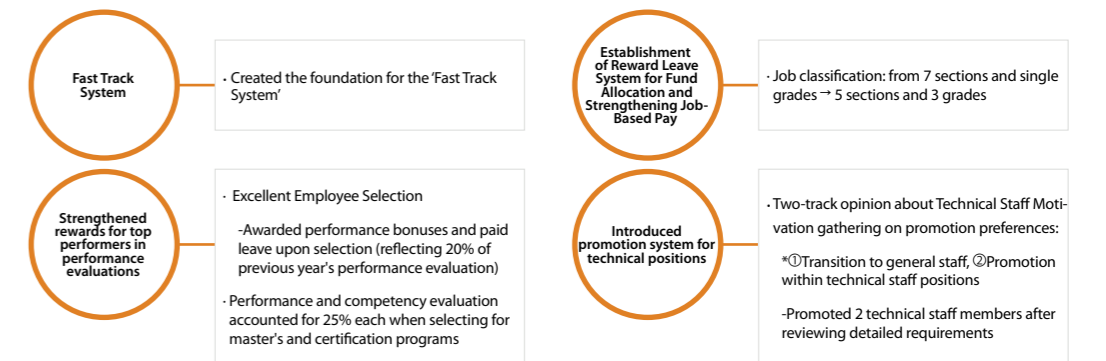 Fast Track
System
· Created the foundation for the ‘Fast Track
System’
Establishment
of Reward Leave
System for Fund
Allocation and
Strengthening Job-
Based Pay
· Job classification: from 7 sections and single
grades → 5 sections and 3 grades
Strengthened
rewards for top
performers in
performance
evaluations
· Excellent Employee Selection
-Awarded performance bonuses and paid
leave upon selection (reflecting 20% of
previous year's performance evaluation)
· Performance and competency evaluation
accounted for 25% each when selecting for
master's and certification programs
Introduced
promotion system for
technical positions
· Two-track opinion about Technical Staff Moti-
vation gathering on promotion preferences:
*①Transition to general staff, ②Promotion
within technical staff positions
-Promoted 2 technical staff members after
reviewing detailed requirements